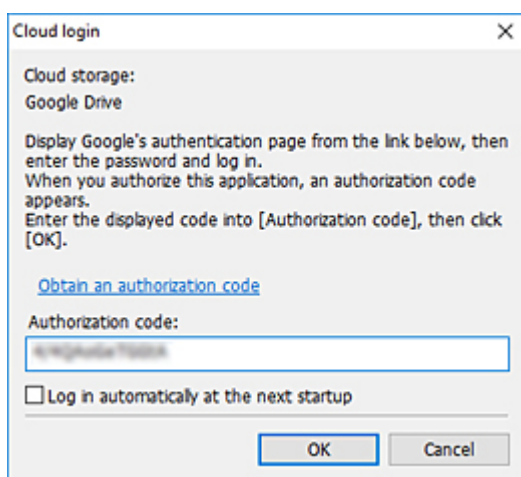 Cloud login
Cloud storage:
Google Drive
Display Google's authentication page from the link below, then
enter the password and log in.
When you authorize this application, an authorization code
appears.
Enter the displayed code into [Authorization code], then click
[OK].
Obtain an authorization code
Authorization code:
Log in automatically at the next startup
OK
Cancel